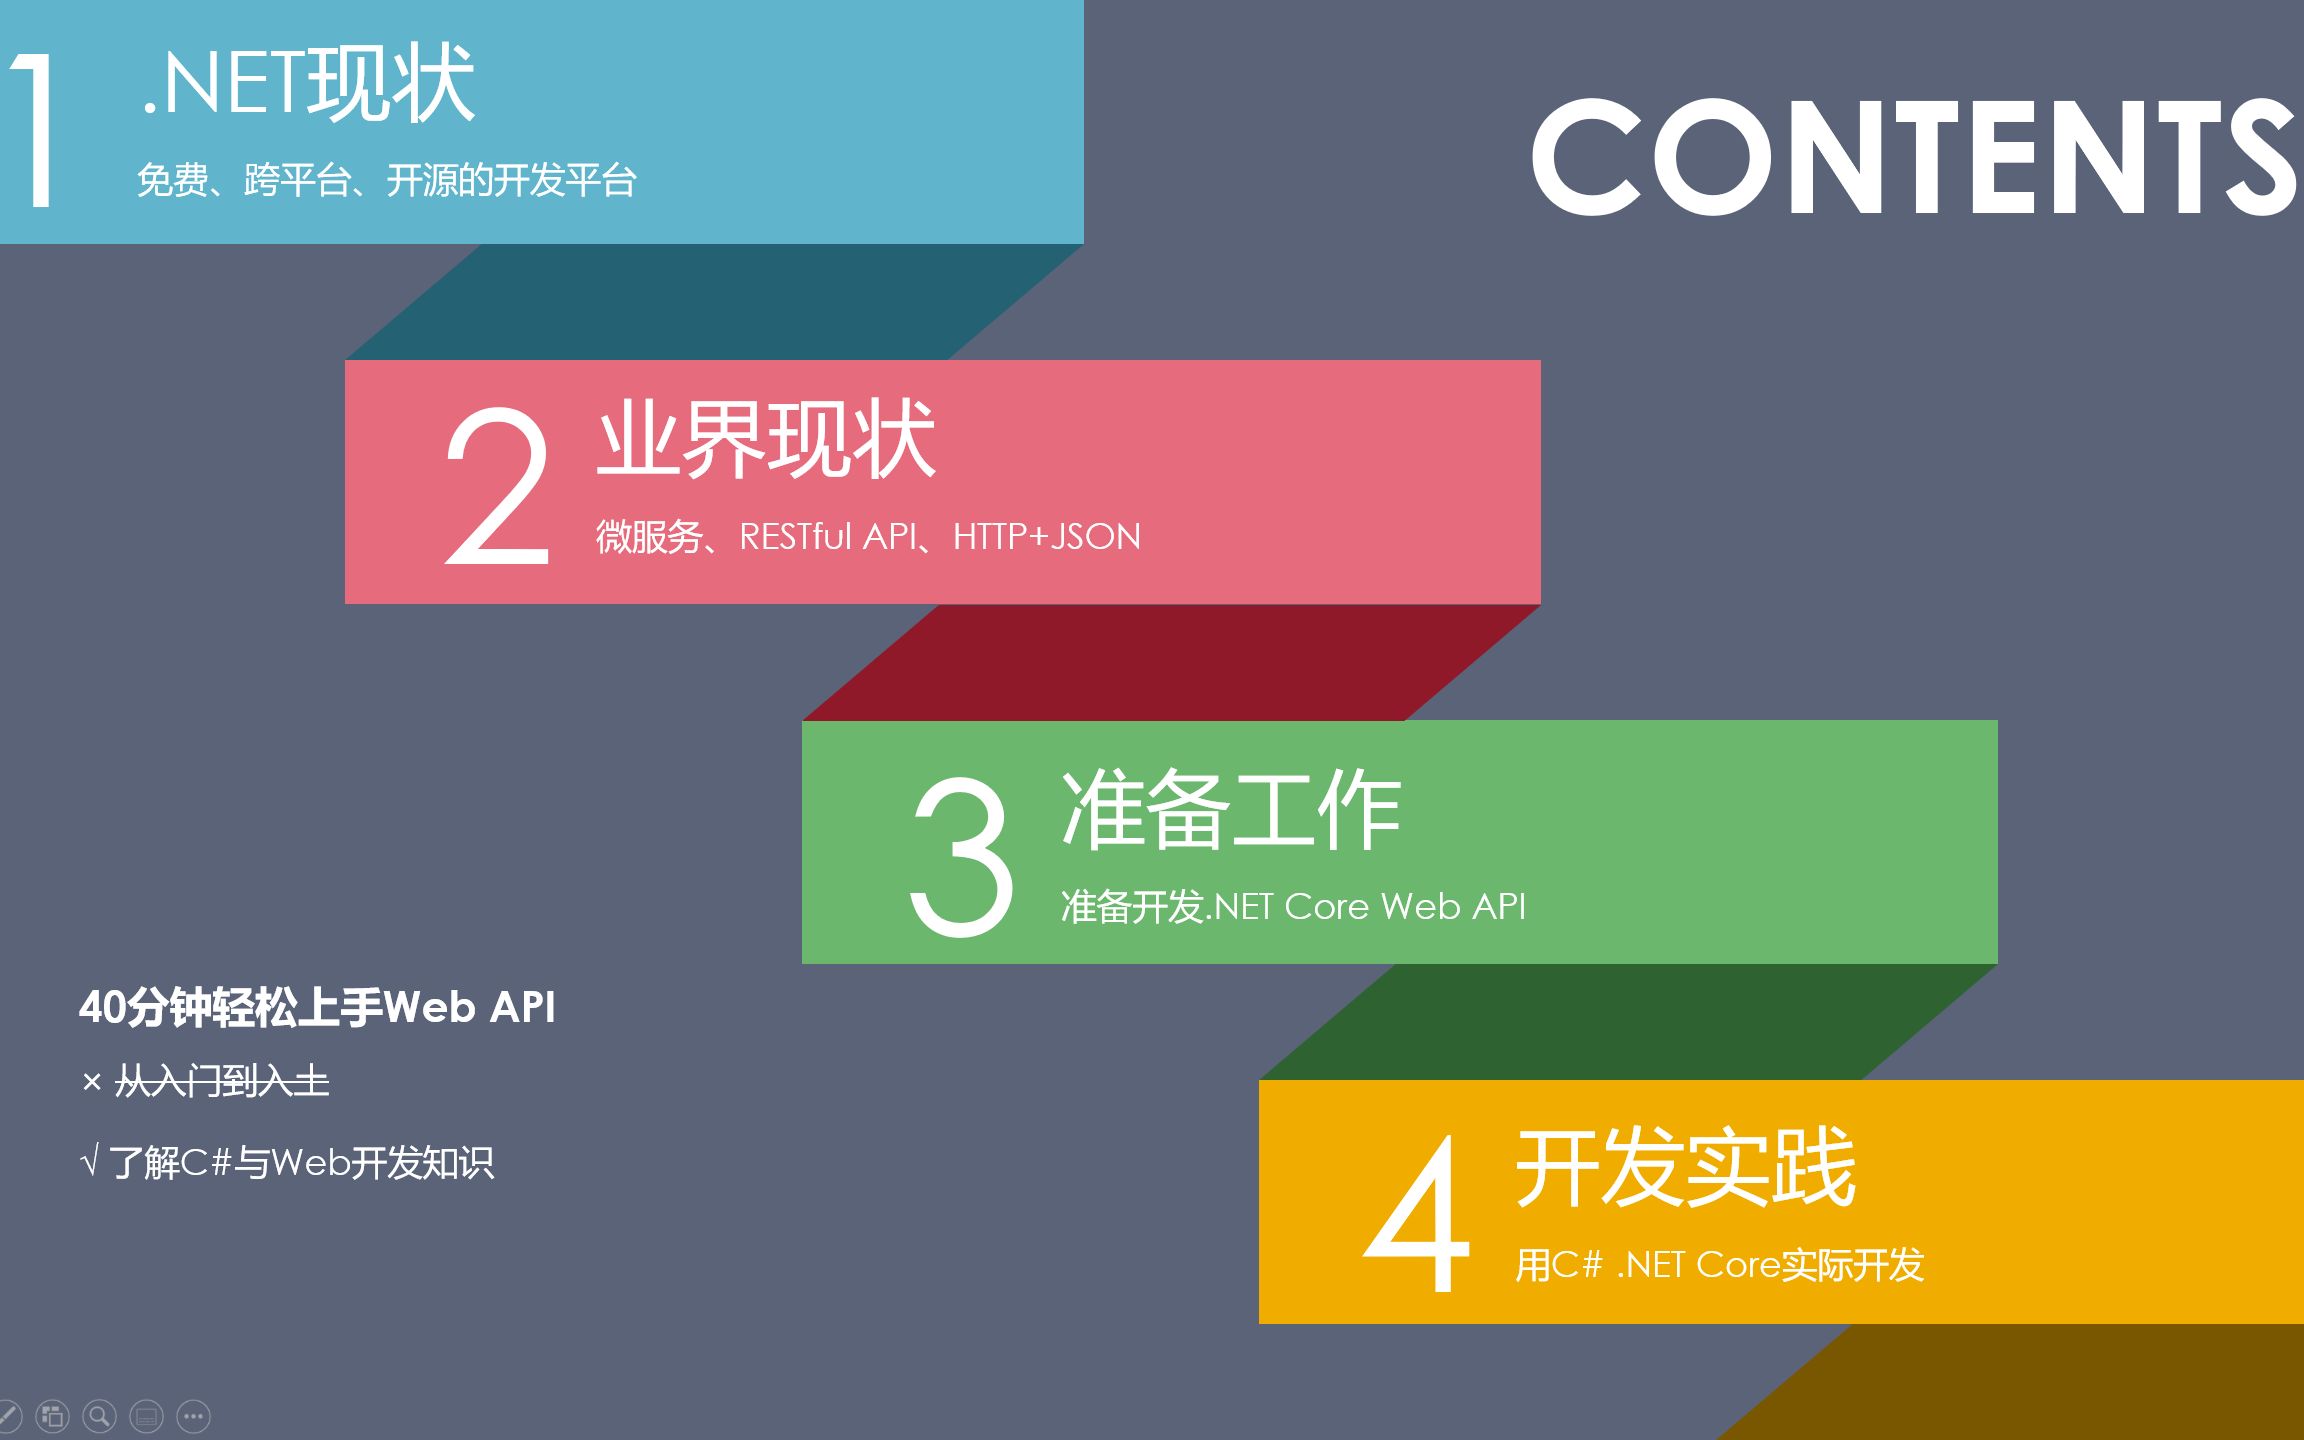 1
.NET现状
免费、跨平台、开源的开发平台
CONTENTS
2
业界现状
微服务、RESTful API、HTTP+JSON
3
准备工作
准备开发.NET Core Web API
40分钟轻松上手Web API
× 从入门到入土
√ 了解C#与Web开发知识
4
开发实践
用C# .NET Core实际开发